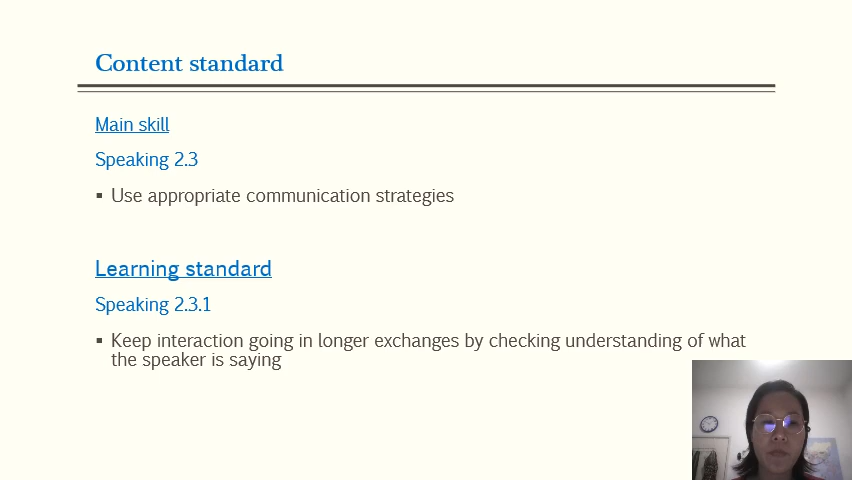 Content standard
Main skill
Speaking 2.3
▪ Use appropriate communication strategies
Learning standard
Speaking 2.3.1
▪ Keep interaction going in longer exchanges by checking understanding of what
the speaker is saying